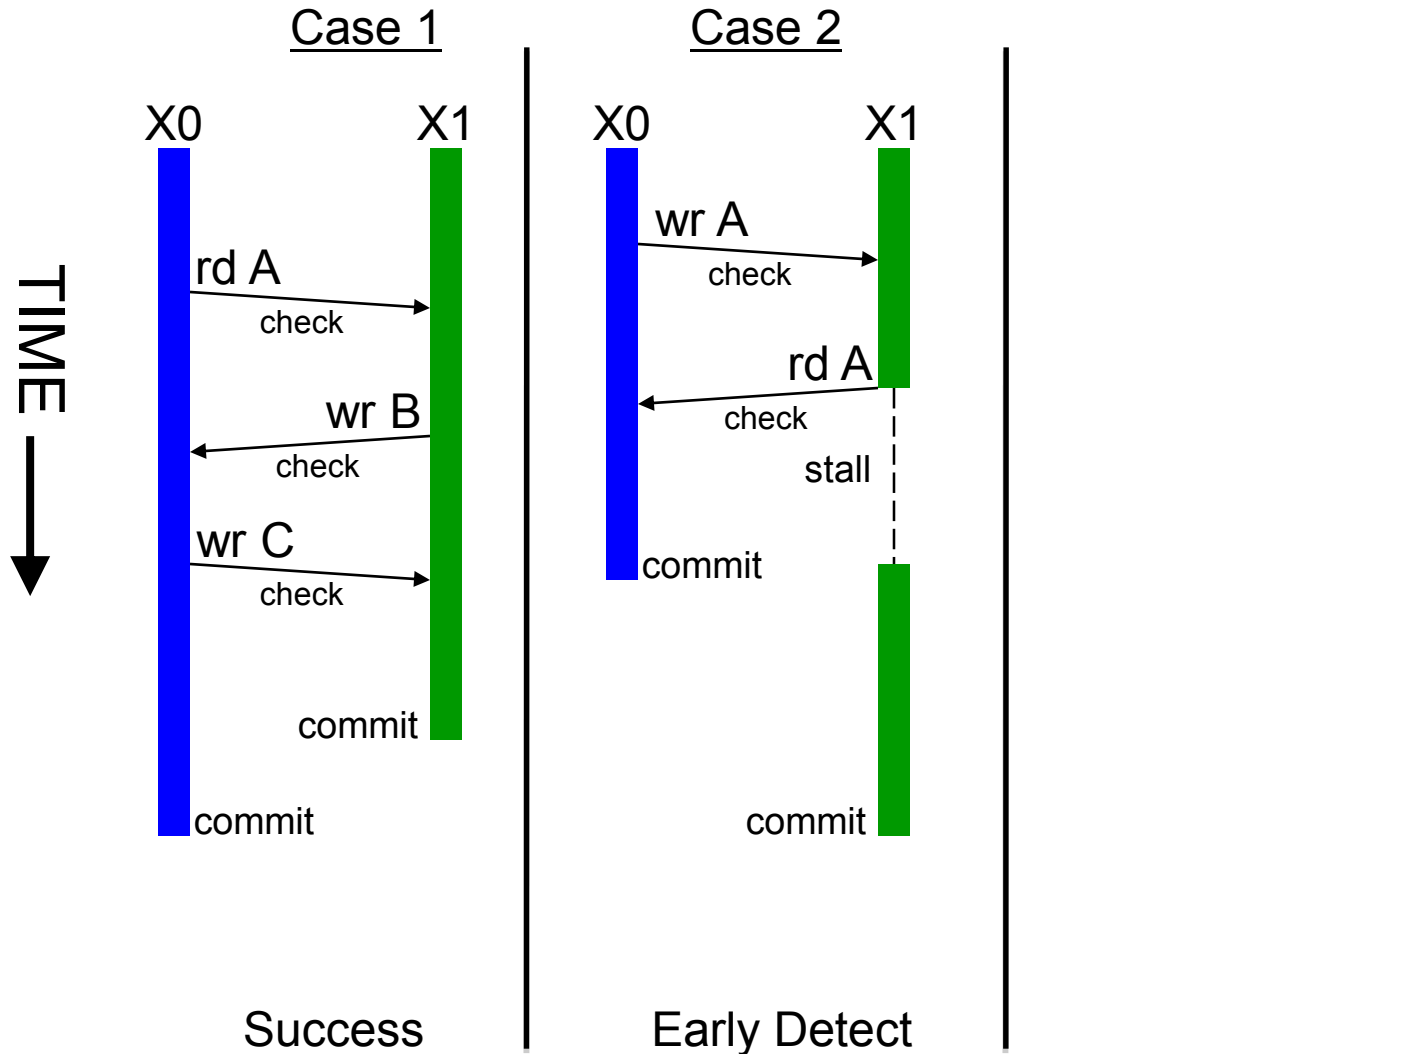 Case 1
Case 2
X0
X1
X0
X1
TIME
rd A
check
wr B
check
wr C
check
commit
commit
wr A
check
rd A
check
stall
commit
commit
Success
Early Detect